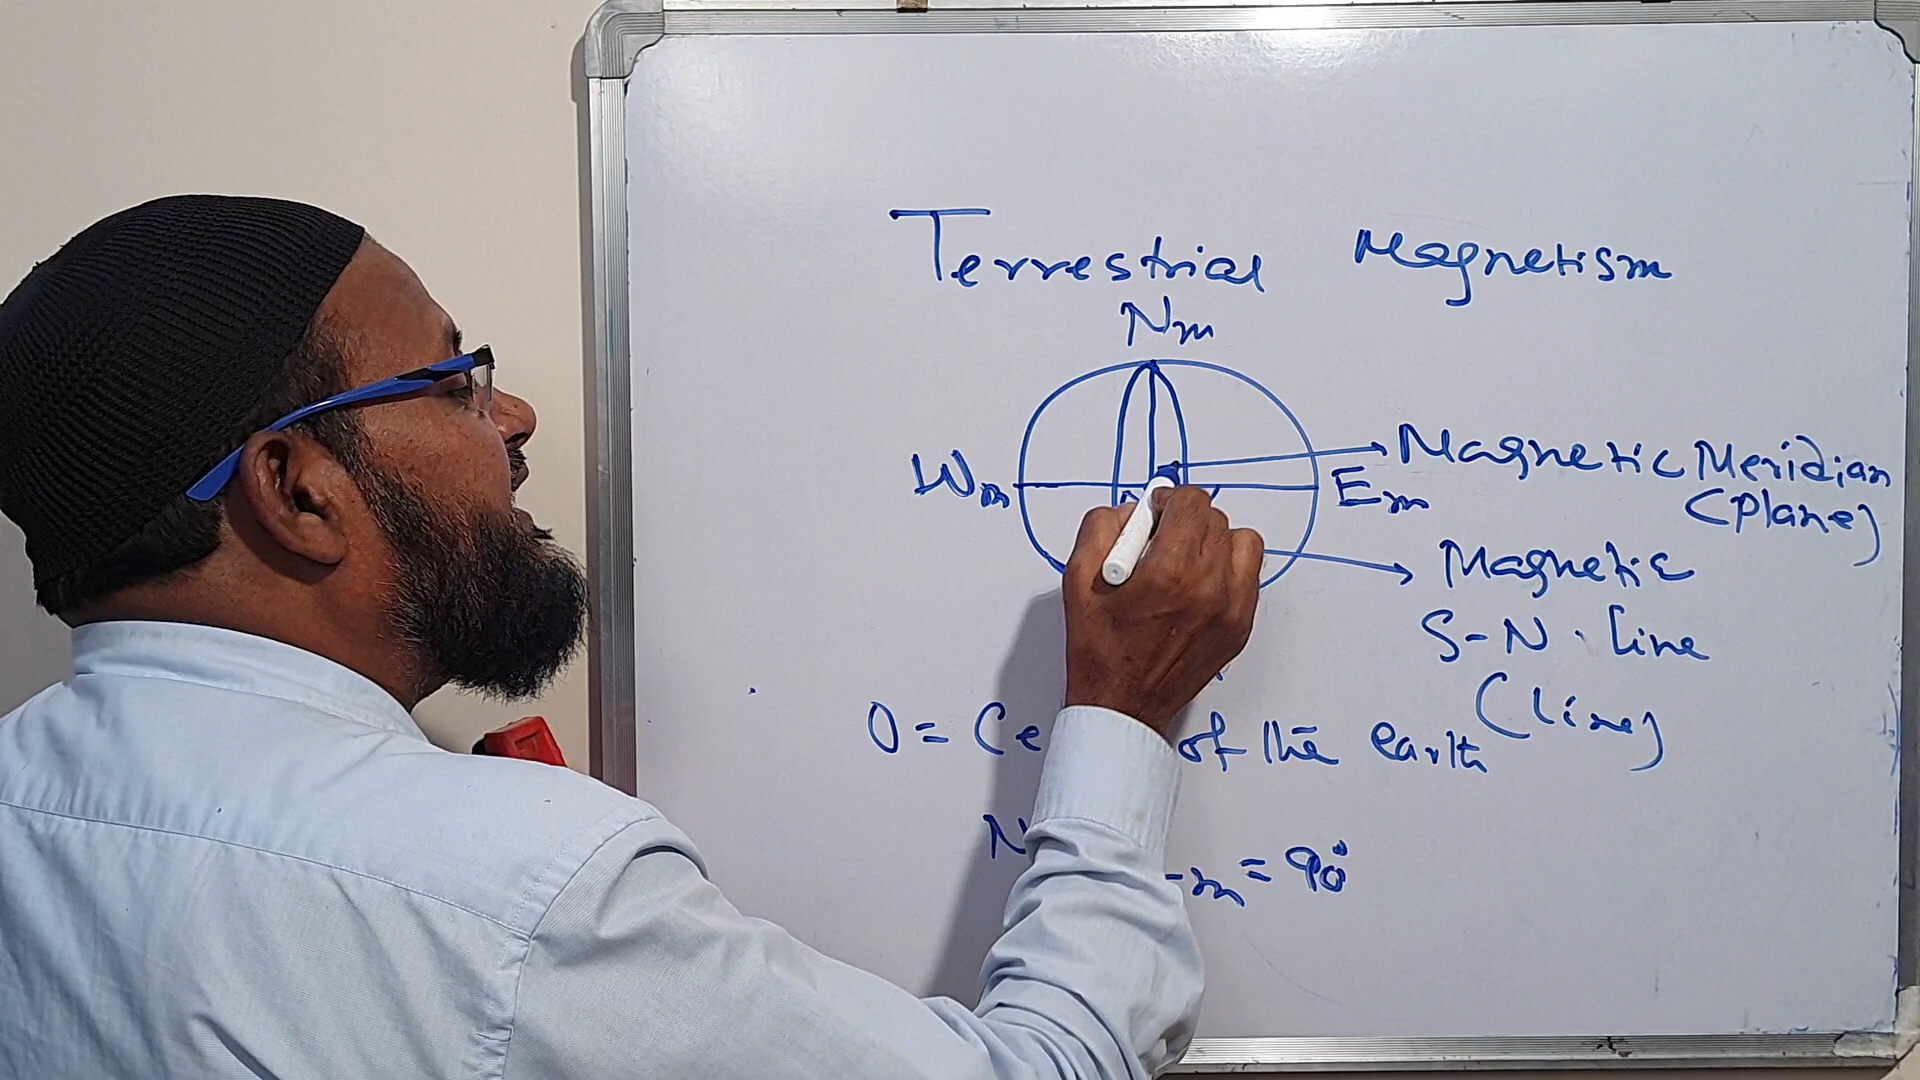 Terrestrial Magnetism
Nm
Wm
Em
Magnetic Meridian
(Plane)
Magnetic
S-N. line
(line)
O = Ce of the earth
N -m = 90°